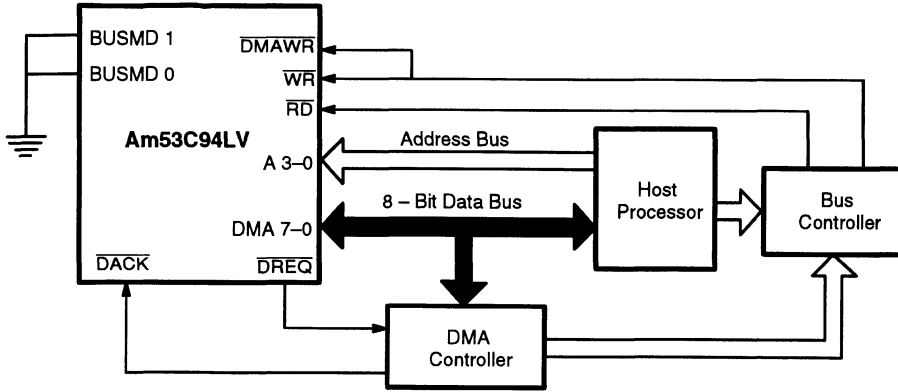 BUSMD 1
BUSMD 0
Am53C94LV
DMAWR
WR
RD
A 3–0
DMA 7–0
DACK
DREQ
Address Bus
8 – Bit Data Bus
Host
Processor
Bus
Controller
DMA
Controller